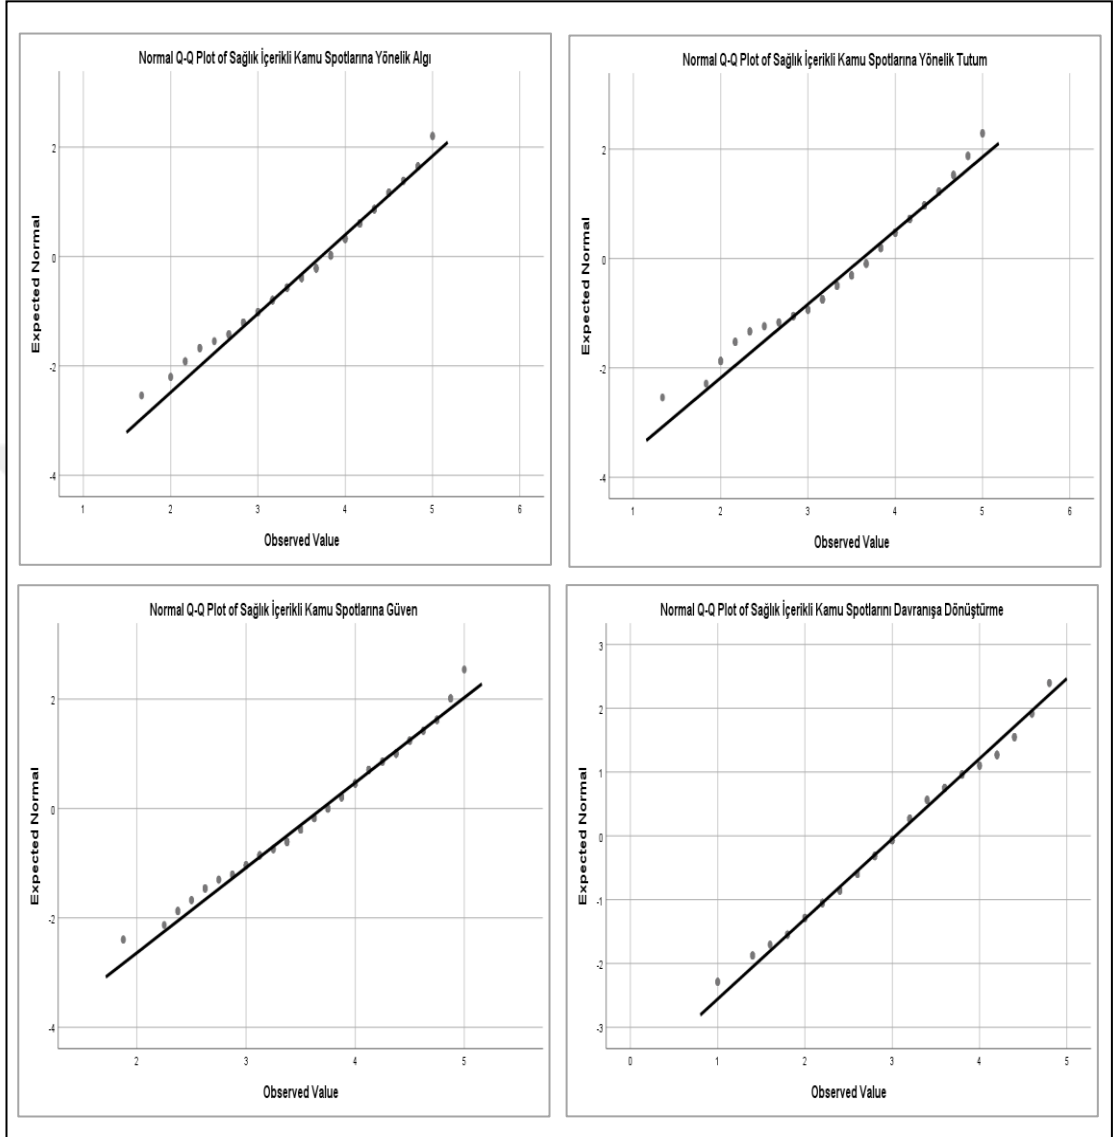 Normal Q-Q Plot of Sağlık İçerikli Kamu Spotlarına Yönelik Algı
Expected Normal
2
0
-2
-4
1 2 3 4 5 6
Observed Value
Normal Q-Q Plot of Sağlık İçerikli Kamu Spotlarına Yönelik Tutum
Expected Normal
2
0
-2
-4
1 2 3 4 5 6
Observed Value
Normal Q-Q Plot of Sağlık İçerikli Kamu Spotlarına Güven
Expected Normal
2
0
-2
-4
2 3 4 5
Observed Value
Normal Q-Q Plot of Sağlık İçerikli Kamu Spotlarını Davranışa Dönüştürme
Expected Normal
3
2
1
0
-1
-2
-3
0 1 2 3 4 5
Observed Value